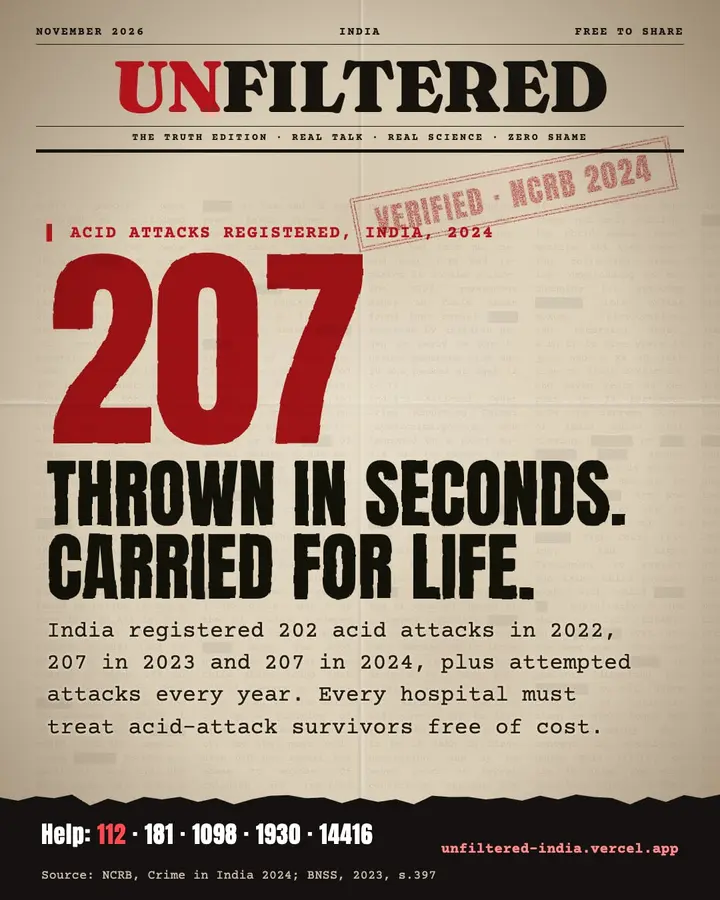 NOVEMBER 2026 INDIA FREE TO SHARE
UNFILTERED
THE TRUTH EDITION · REAL TALK · REAL SCIENCE · ZERO SHAME
VERIFIED · NCRB 2024
ACID ATTACKS REGISTERED, INDIA, 2024
207
THROWN IN SECONDS.
CARRIED FOR LIFE.
India registered 202 acid attacks in 2022,
207 in 2023 and 207 in 2024, plus attempted
attacks every year. Every hospital must
treat acid-attack survivors free of cost.
Help: 112 · 181 · 1098 · 1930 · 14416
unfiltered-india.vercel.app
Source: NCRB, Crime in India 2024; BNSS, 2023, s.397